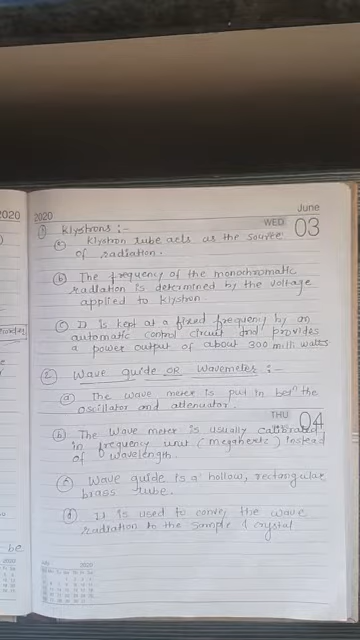 2020
2020
June
WED 03
① Klystrons :-
ⓐ Klystron tube acts as the source
of radiation.
ⓑ The frequency of the monochromatic
radiation is determined by the voltage
applied to klystron.
ⓒ It is kept at a fixed frequency by an
automatic control circuit and provides
a power output of about 300 milli watts
② Wave guide OR Wavemeter :-
ⓐ The wave meter is put in betⁿ the
oscillator and attenuator.
THU 04
ⓑ The Wave meter is usually calibrated
in frequency unit (megahertz) instead
of wavelength.
ⓒ Wave guide is a hollow, rectangular
brass tube.
ⓓ It is used to convey the wave
radiation to the sample & crystal
be
2020
2020